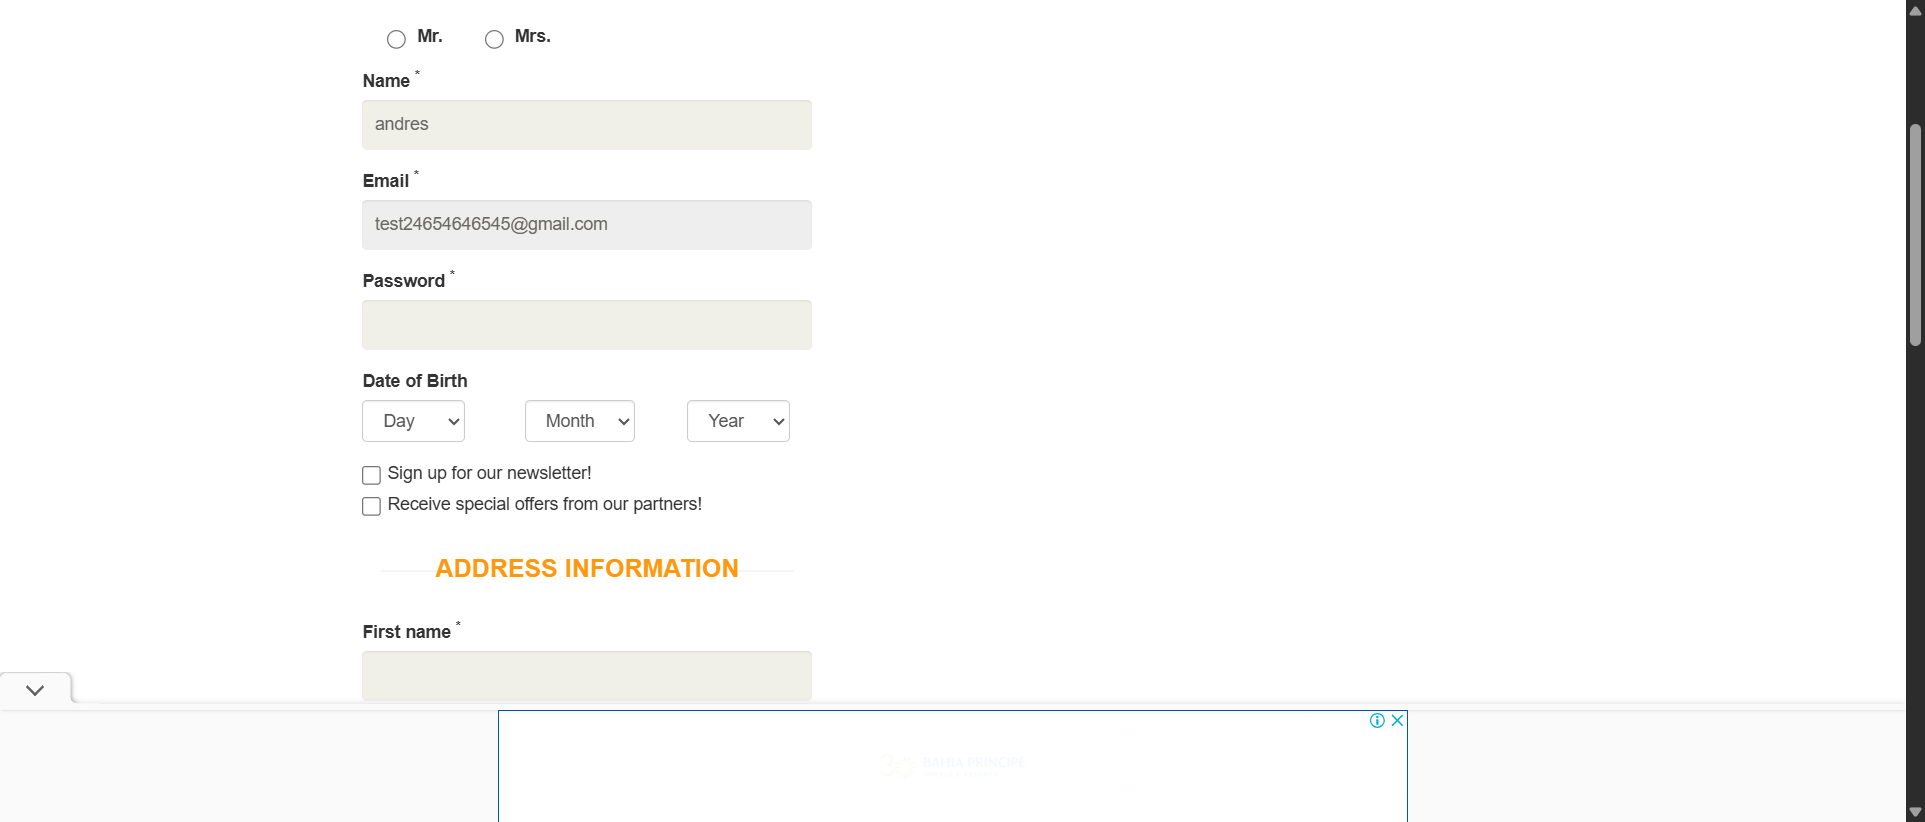 Mr.
Mrs.
Name *
andres
Email *
test24654646545@gmail.com
Password *
Date of Birth
Day
Month
Year
Sign up for our newsletter!
Receive special offers from our partners!
ADDRESS INFORMATION
First name *
BAHIA PRINCIPE